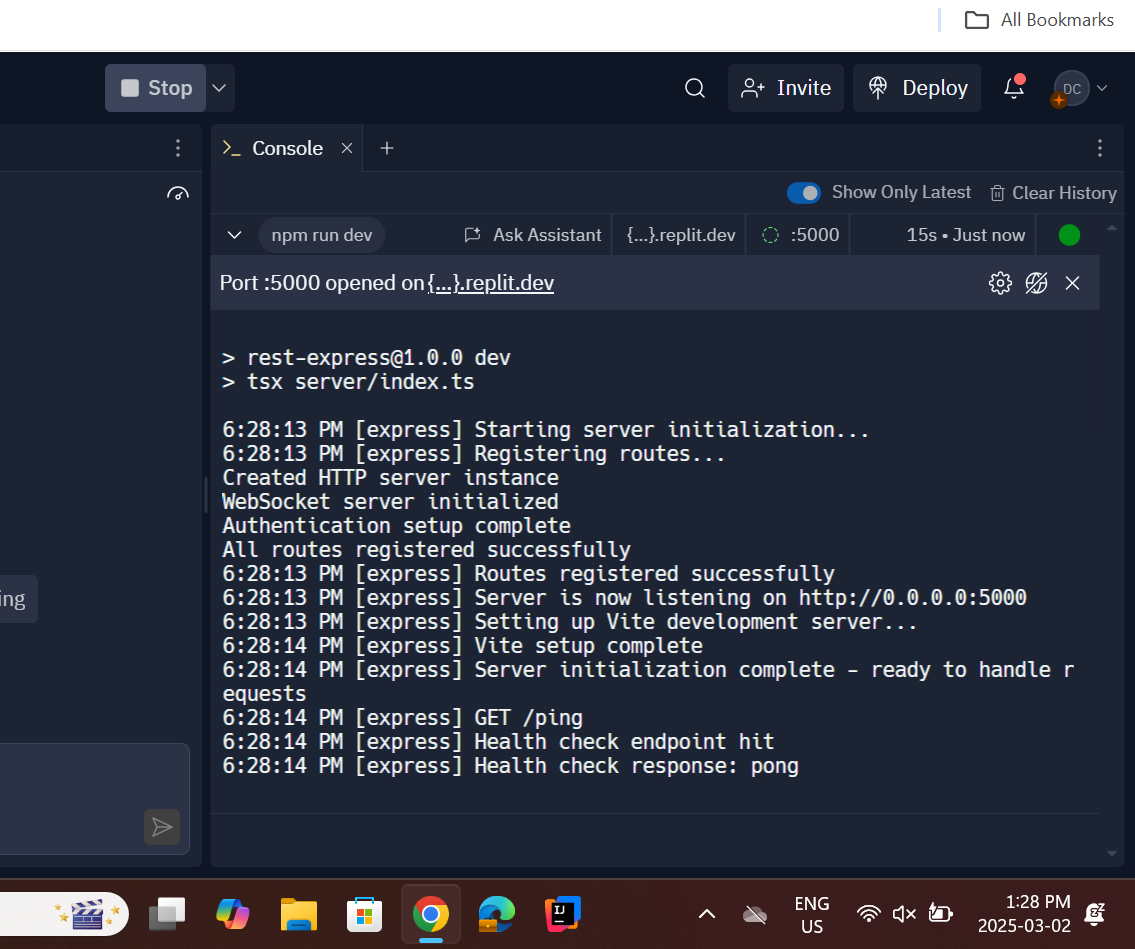 All Bookmarks
Stop
Invite
Deploy
DC
Console
Show Only Latest
Clear History
npm run dev
Ask Assistant
{...}.replit.dev
:5000
15s • Just now
Port :5000 opened on {...}.replit.dev
> rest-express@1.0.0 dev
> tsx server/index.ts
6:28:13 PM [express] Starting server initialization...
6:28:13 PM [express] Registering routes...
Created HTTP server instance
WebSocket server initialized
Authentication setup complete
All routes registered successfully
6:28:13 PM [express] Routes registered successfully
6:28:13 PM [express] Server is now listening on http://0.0.0.0:5000
6:28:13 PM [express] Setting up Vite development server...
6:28:14 PM [express] Vite setup complete
6:28:14 PM [express] Server initialization complete – ready to handle r
equests
6:28:14 PM [express] GET /ping
6:28:14 PM [express] Health check endpoint hit
6:28:14 PM [express] Health check response: pong
ing
IJ
ENG
US
1:28 PM
2025-03-02